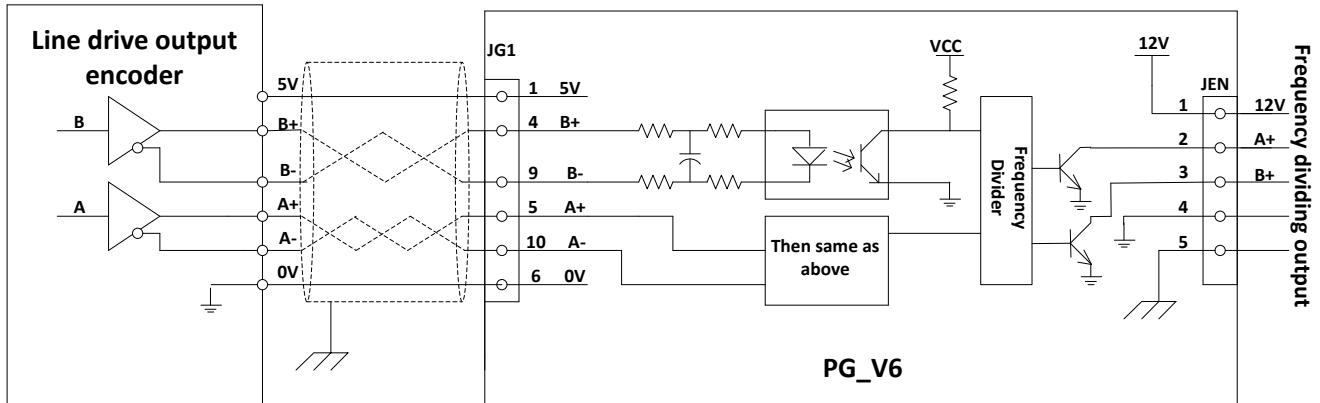 Line drive output
encoder
B
A
5V
B+
B-
A+
A-
0V
JG1
1 5V
4 B+
9 B-
5 A+
10 A-
6 0V
VCC
Then same as
above
Frequency
Divider
12V
JEN
1 12V
2 A+
3 B+
4
5
Frequency dividing output
PG_V6